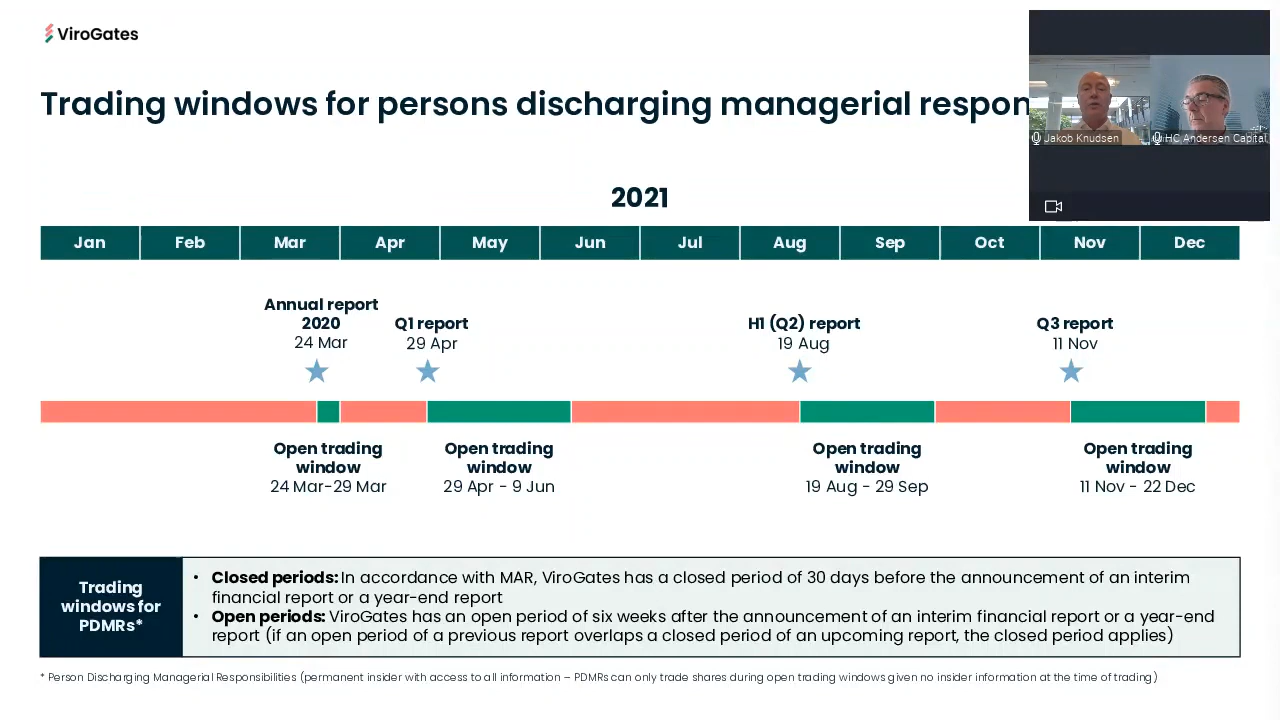 ViroGates
Trading windows for persons discharging managerial respon
Jakob Knudsen
HC Andersen Capital
2021
Jan Feb Mar Apr May Jun Jul Aug Sep Oct Nov Dec
Annual report
2020
24 Mar
Q1 report
29 Apr
H1 (Q2) report
19 Aug
Q3 report
11 Nov
Open trading
window
24 Mar-29 Mar
Open trading
window
29 Apr - 9 Jun
Open trading
window
19 Aug - 29 Sep
Open trading
window
11 Nov - 22 Dec
Trading
windows for
PDMRs*
• Closed periods: In accordance with MAR, ViroGates has a closed period of 30 days before the announcement of an interim
financial report or a year-end report
• Open periods: ViroGates has an open period of six weeks after the announcement of an interim financial report or a year-end
report (if an open period of a previous report overlaps a closed period of an upcoming report, the closed period applies)
* Person Discharging Managerial Responsibilities (permanent insider with access to all information – PDMRs can only trade shares during open trading windows given no insider information at the time of trading)